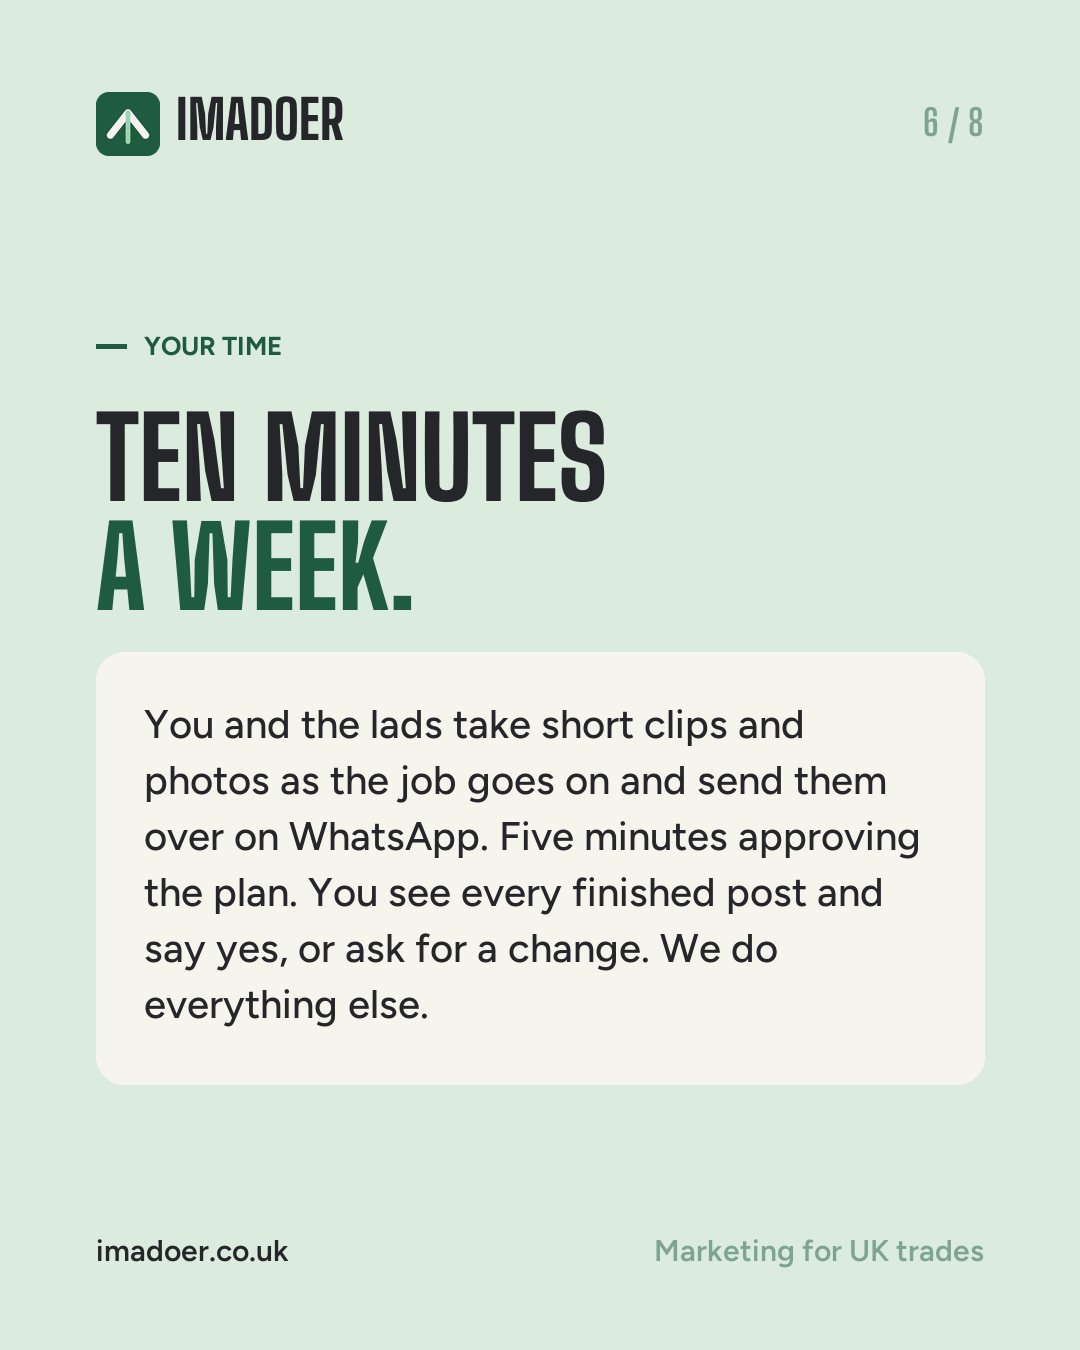 IMADOER
6 / 8
YOUR TIME
TEN MINUTES
A WEEK.
You and the lads take short clips and
photos as the job goes on and send them
over on WhatsApp. Five minutes approving
the plan. You see every finished post and
say yes, or ask for a change. We do
everything else.
imadoer.co.uk
Marketing for UK trades